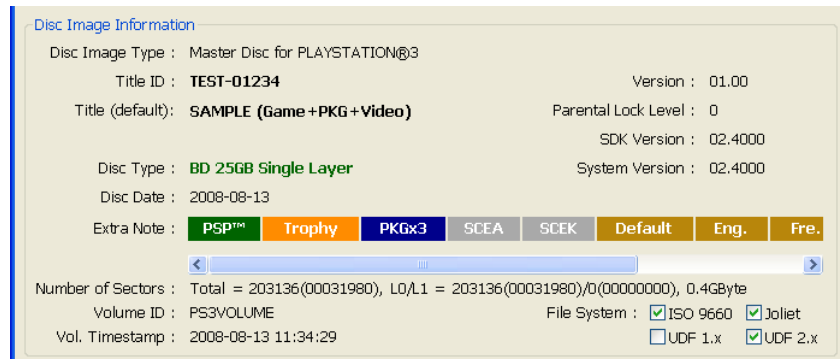 Disc Image Information
Disc Image Type : Master Disc for PLAYSTATION®3
Title ID : TEST-01234 Version : 01.00
Title (default): SAMPLE (Game+PKG+Video) Parental Lock Level : 0
SDK Version : 02.4000
Disc Type : BD 25GB Single Layer System Version : 02.4000
Disc Date : 2008-08-13
Extra Note : PSP™ Trophy PKGx3 SCEA SCEK Default Eng. Fre.
Number of Sectors : Total = 203136(00031980), L0/L1 = 203136(00031980)/0(00000000), 0.4GByte
Volume ID : PS3VOLUME File System : ISO 9660 Joliet
Vol. Timestamp : 2008-08-13 11:34:29 UDF 1.x UDF 2.x